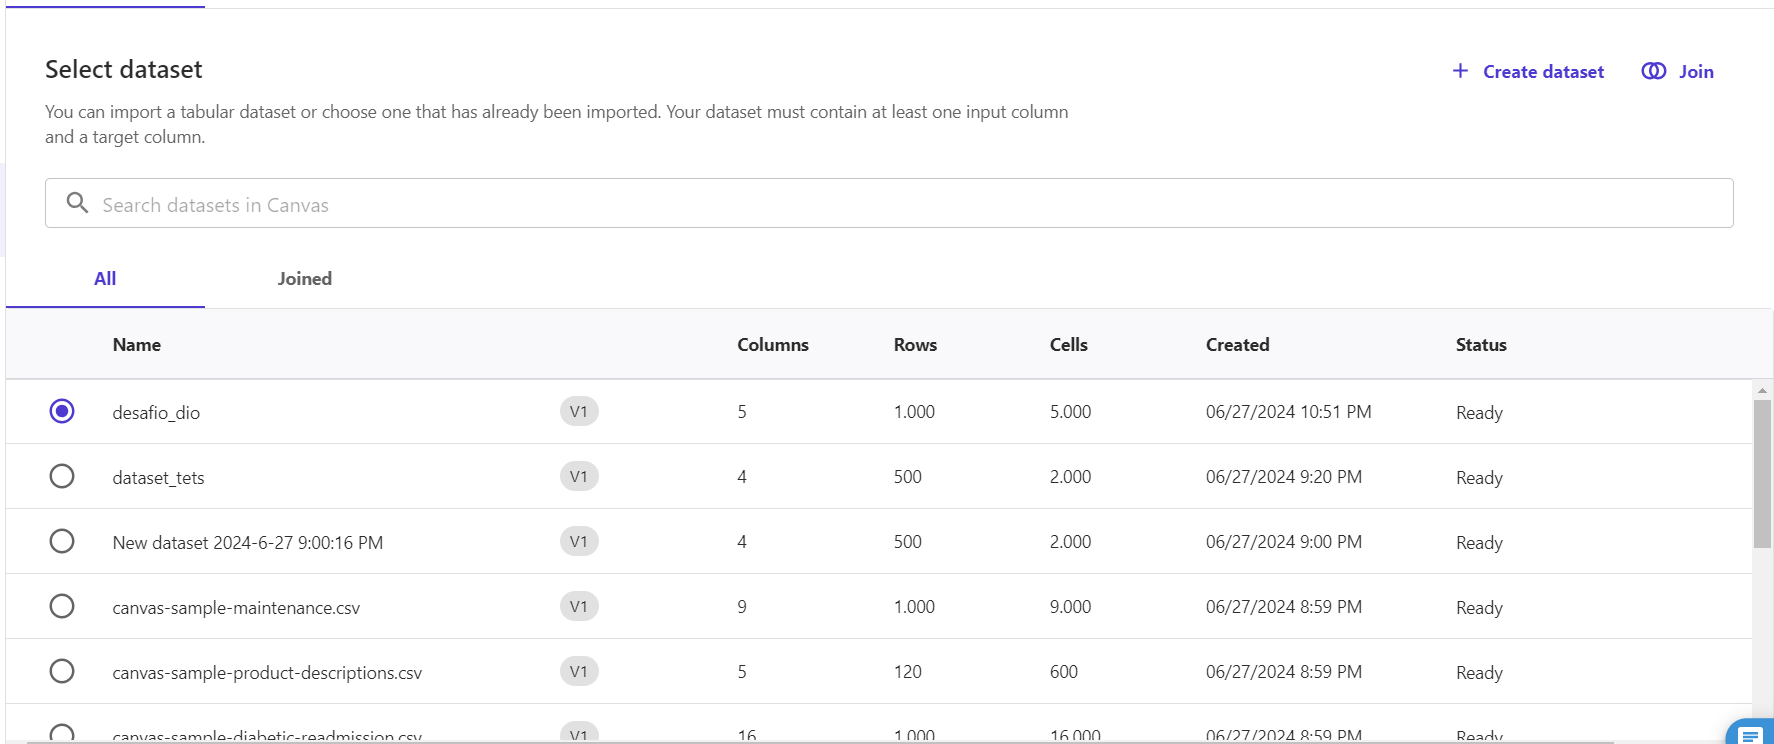 Select dataset
+ Create dataset
Join
You can import a tabular dataset or choose one that has already been imported. Your dataset must contain at least one input column
and a target column.
Search datasets in Canvas
All Joined
Name Columns Rows Cells Created Status
desafio_dio V1 5 1.000 5.000 06/27/2024 10:51 PM Ready
dataset_tets V1 4 500 2.000 06/27/2024 9:20 PM Ready
New dataset 2024-6-27 9:00:16 PM V1 4 500 2.000 06/27/2024 9:00 PM Ready
canvas-sample-maintenance.csv V1 9 1.000 9.000 06/27/2024 8:59 PM Ready
canvas-sample-product-descriptions.csv V1 5 120 600 06/27/2024 8:59 PM Ready
canvas-sample-diabetic-readmission.csv V1 16 1.000 16.000 06/27/2024 8:59 PM Ready